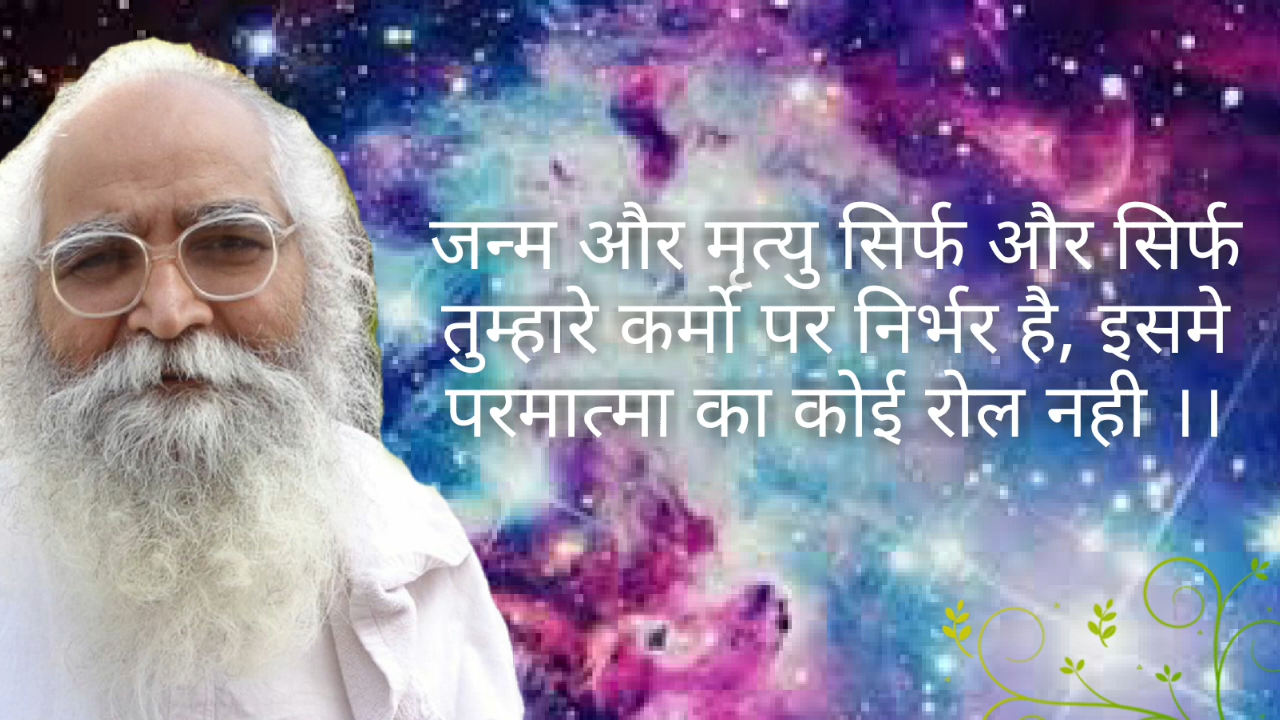 जन्म और मृत्यु सिर्फ और सिर्फ
तुम्हारे कर्मो पर निर्भर है, इसमे
परमात्मा का कोई रोल नही ।।